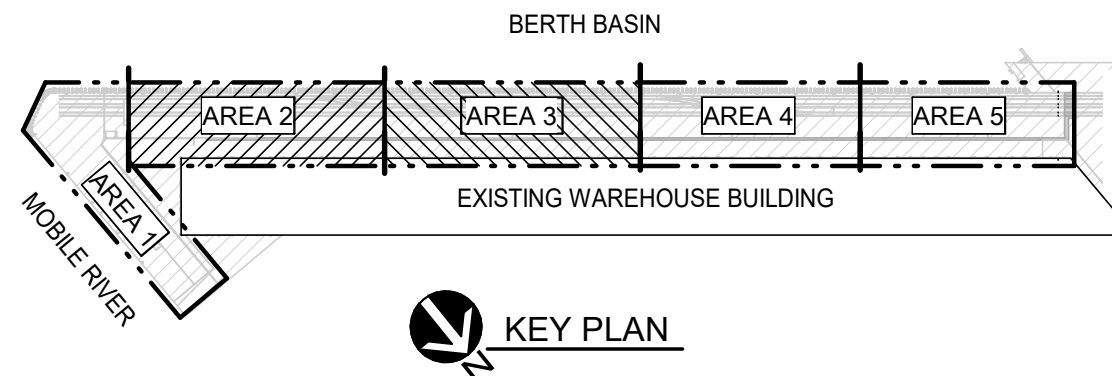 BERTH BASIN
AREA 2
AREA 3
AREA 4
AREA 5
AREA 1
EXISTING WAREHOUSE BUILDING
MOBILE RIVER
KEY PLAN
N